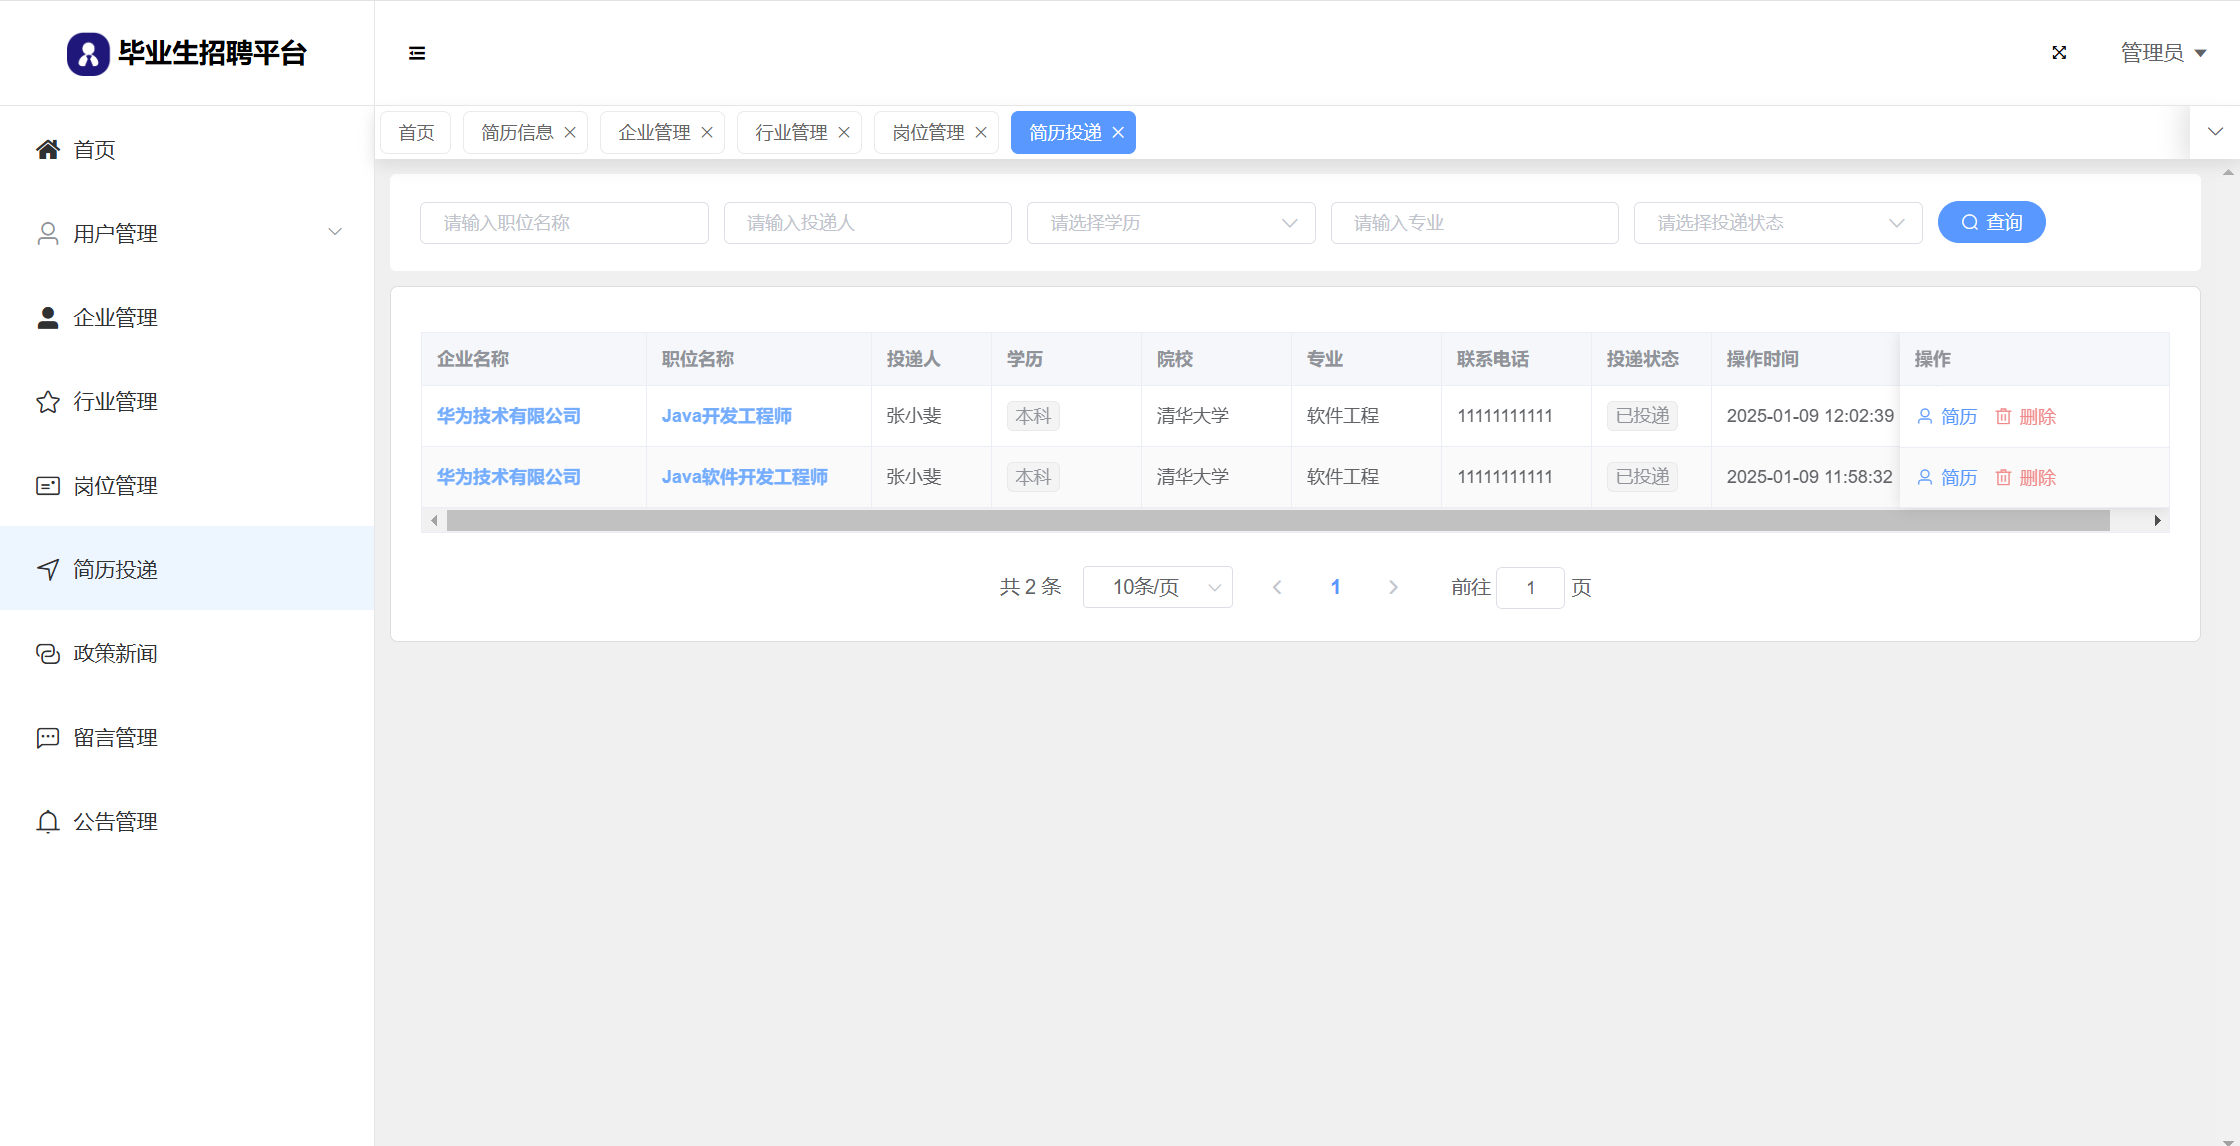 毕业生招聘平台
管理员
首页
用户管理
企业管理
行业管理
岗位管理
简历投递
政策新闻
留言管理
公告管理
首页 简历信息 企业管理 行业管理 岗位管理 简历投递
请输入职位名称 请输入投递人 请选择学历 请输入专业 请选择投递状态 查询
企业名称 职位名称 投递人 学历 院校 专业 联系电话 投递状态 操作时间 操作
华为技术有限公司 Java开发工程师 张小斐 本科 清华大学 软件工程 11111111111 已投递 2025-01-09 12:02:39 简历 删除
华为技术有限公司 Java软件开发工程师 张小斐 本科 清华大学 软件工程 11111111111 已投递 2025-01-09 11:58:32 简历 删除
共 2 条 10条/页 1 前往 1 页